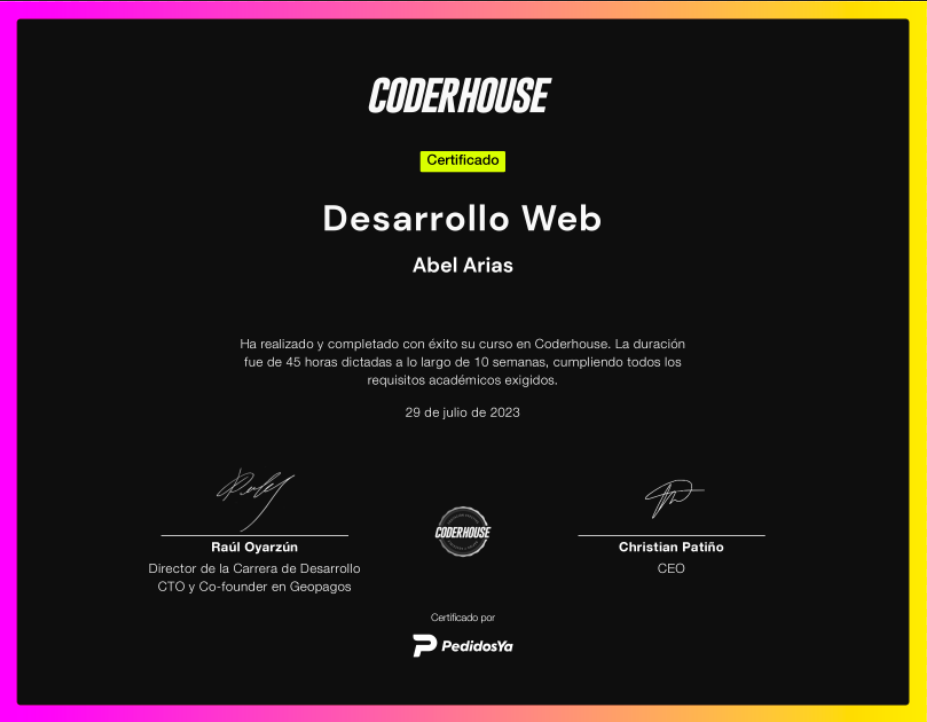 CODERHOUSE
Certificado
Desarrollo Web
Abel Arias
Ha realizado y completado con éxito su curso en Coderhouse. La duración
fue de 45 horas dictadas a lo largo de 10 semanas, cumpliendo todos los
requisitos académicos exigidos.
29 de julio de 2023
CODERHOUSE
Raúl Oyarzún
Director de la Carrera de Desarrollo
CTO y Co-founder en Geopagos
Christian Patiño
CEO
Certificado por
PedidosYa